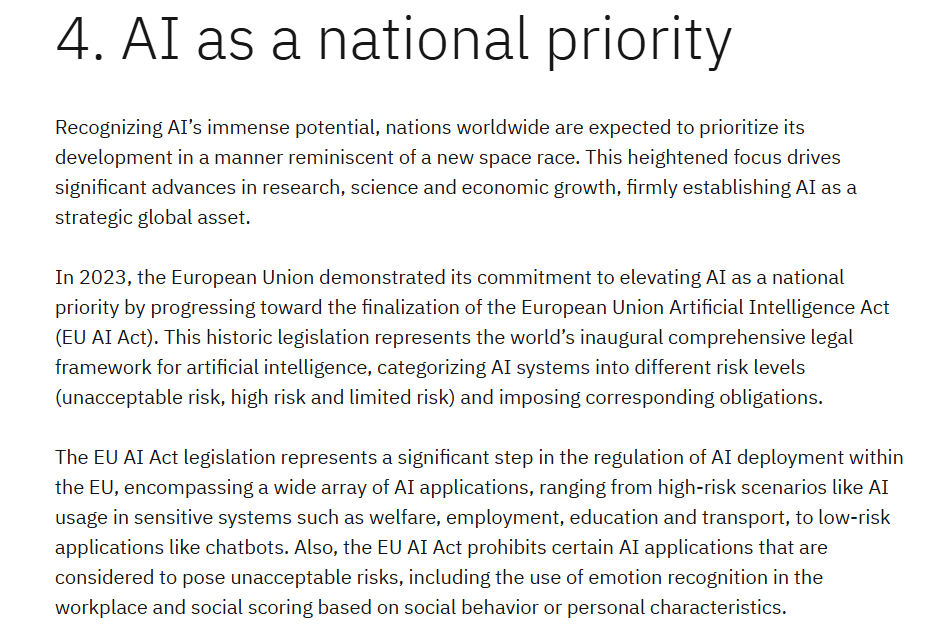 4. AI as a national priority
Recognizing AI’s immense potential, nations worldwide are expected to prioritize its
development in a manner reminiscent of a new space race. This heightened focus drives
significant advances in research, science and economic growth, firmly establishing AI as a
strategic global asset.
In 2023, the European Union demonstrated its commitment to elevating AI as a national
priority by progressing toward the finalization of the European Union Artificial Intelligence Act
(EU AI Act). This historic legislation represents the world’s inaugural comprehensive legal
framework for artificial intelligence, categorizing AI systems into different risk levels
(unacceptable risk, high risk and limited risk) and imposing corresponding obligations.
The EU AI Act legislation represents a significant step in the regulation of AI deployment within
the EU, encompassing a wide array of AI applications, ranging from high-risk scenarios like AI
usage in sensitive systems such as welfare, employment, education and transport, to low-risk
applications like chatbots. Also, the EU AI Act prohibits certain AI applications that are
considered to pose unacceptable risks, including the use of emotion recognition in the
workplace and social scoring based on social behavior or personal characteristics.